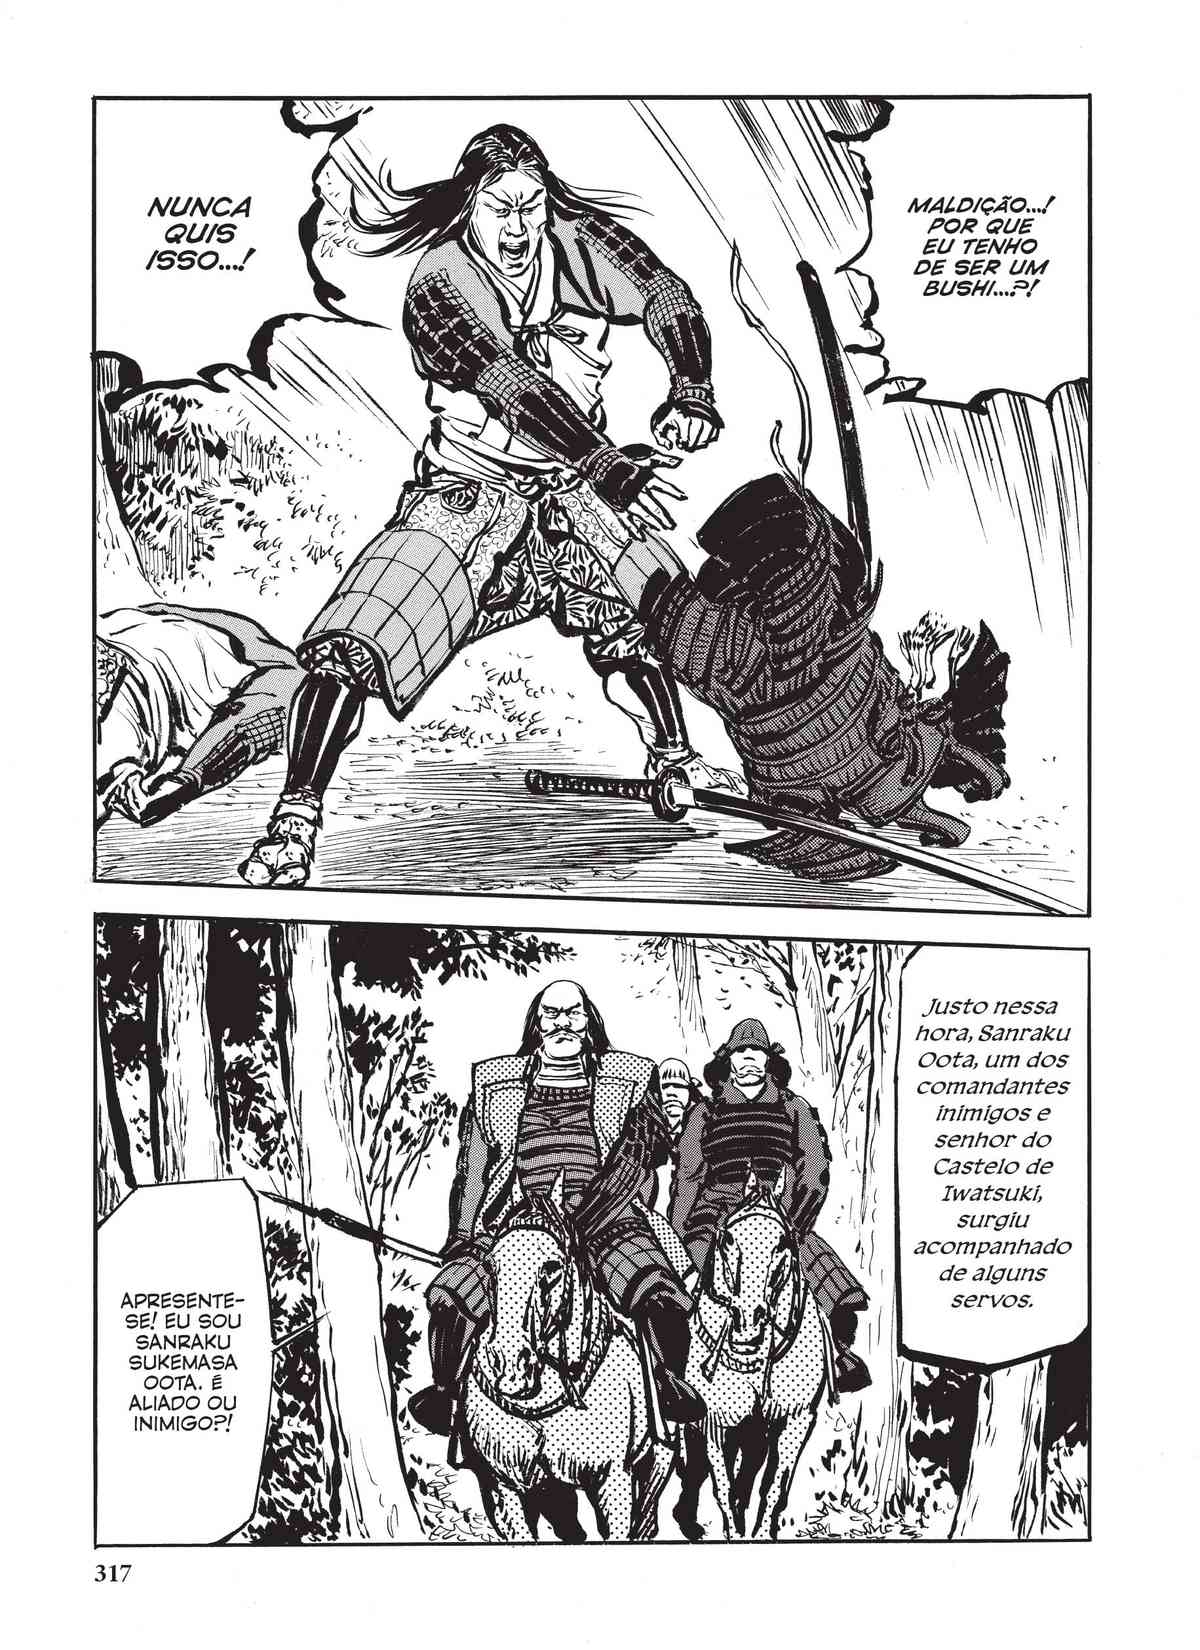 MALDIÇÃO...!
POR QUE
EU TENHO
DE SER UM
BUSHI...?!
NUNCA
QUIS
ISSO...!
Justo nessa
hora, Sanraku
Oota, um dos
comandantes
inimigos e
senhor do
Castelo de
Iwatsuki,
surgiu
acompanhado
de alguns
servos.
APRESENTE-
SE! EU SOU
SANRAKU
SUKEMASA
OOTA. É
ALIADO OU
INIMIGO?!
317